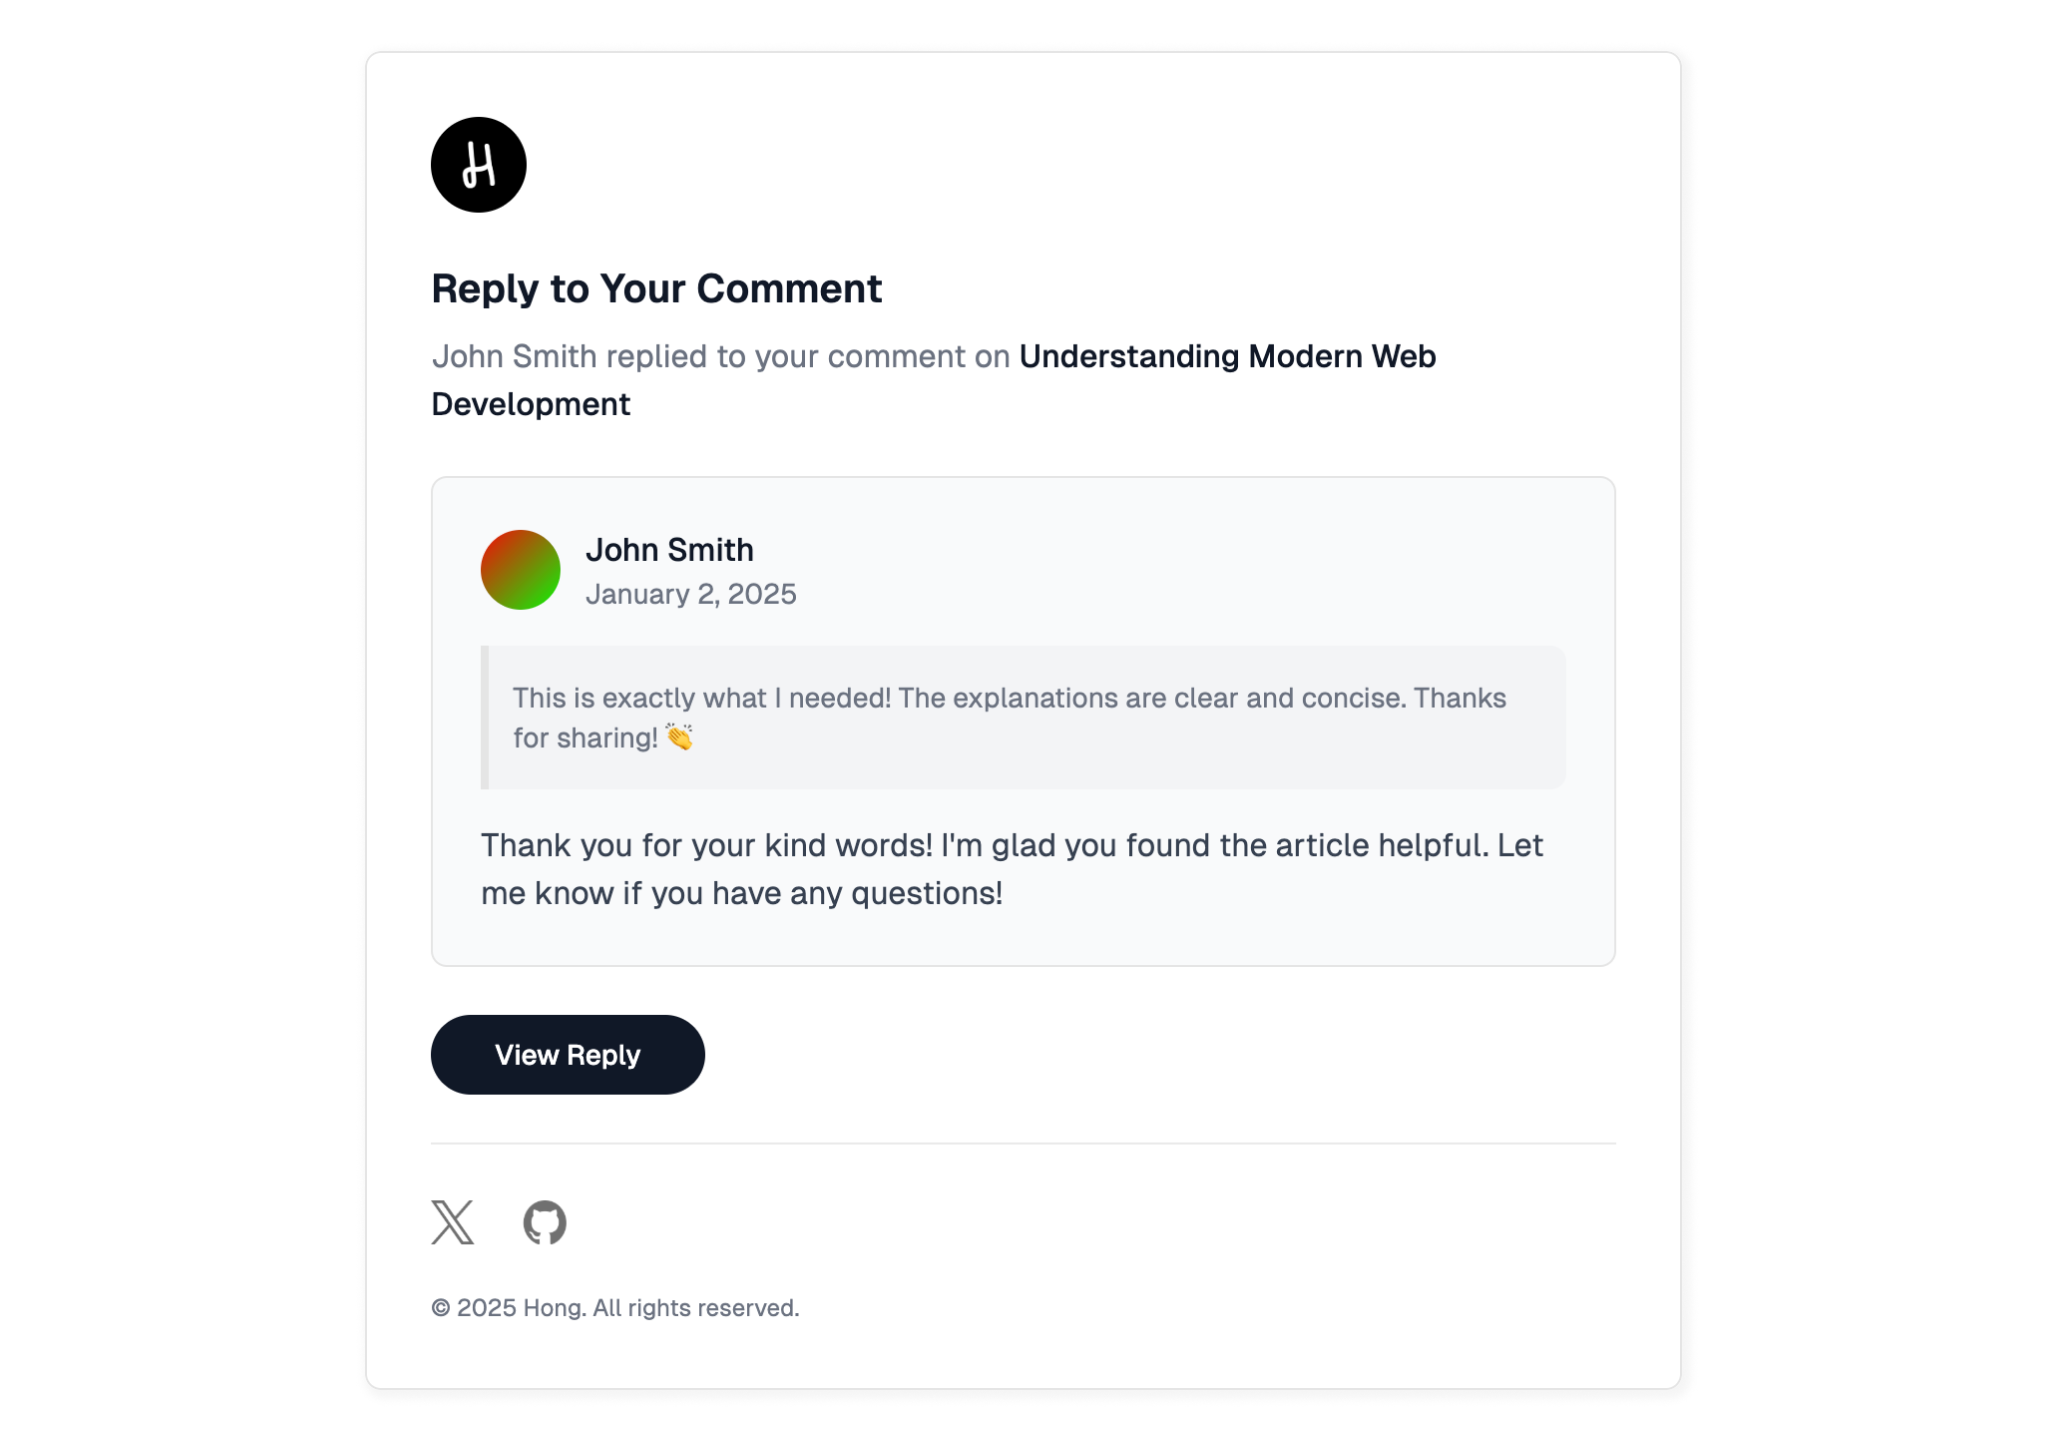 H
Reply to Your Comment
John Smith replied to your comment on Understanding Modern Web
Development
John Smith
January 2, 2025
This is exactly what I needed! The explanations are clear and concise. Thanks
for sharing! 👏
Thank you for your kind words! I'm glad you found the article helpful. Let
me know if you have any questions!
View Reply
© 2025 Hong. All rights reserved.